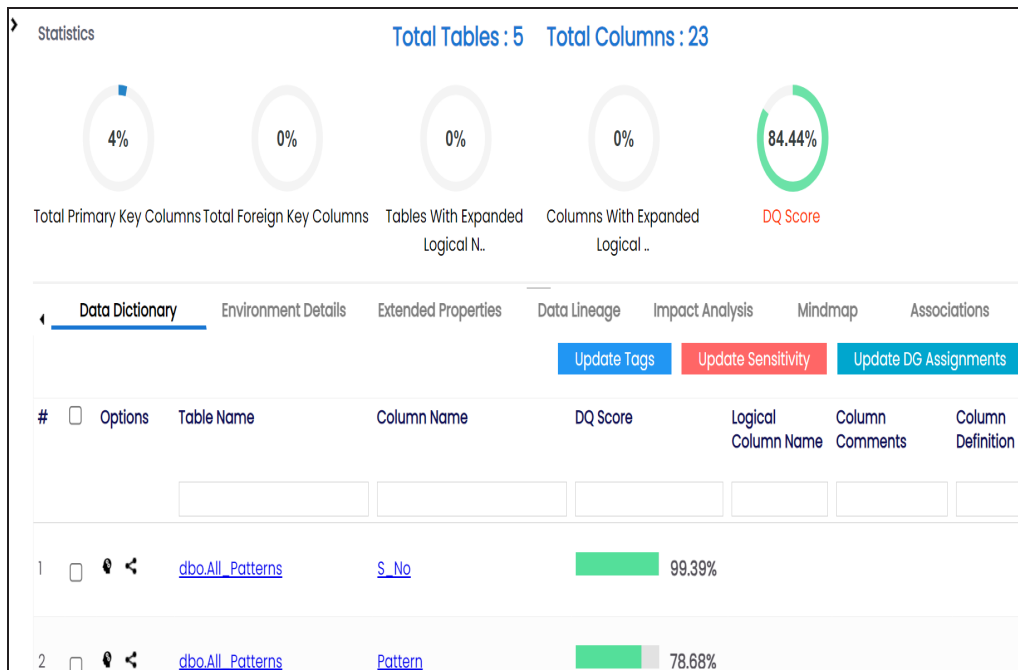 Statistics
Total Tables : 5 Total Columns : 23
4% 0% 0% 0% 84.44%
Total Primary Key Columns Total Foreign Key Columns Tables With Expanded Columns With Expanded DQ Score
Logical N.. Logical ..
Data Dictionary Environment Details Extended Properties Data Lineage Impact Analysis Mindmap Associations
Update Tags Update Sensitivity Update DG Assignments
# Options Table Name Column Name DQ Score Logical Column Column
Column Name Comments Definition
1 dbo.All_Patterns S_No 99.39%
2 dbo.All_Patterns Pattern 78.68%